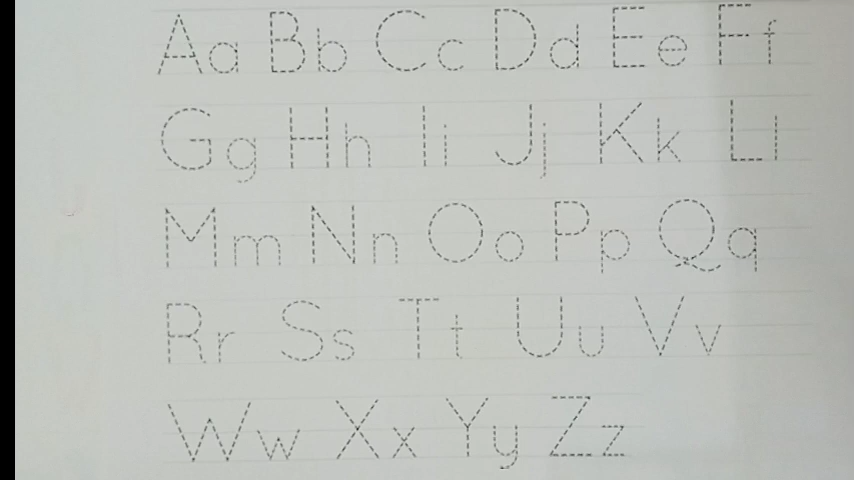 Aa Bb Cc Dd Ee Ff
Gg Hh Ii Jj Kk Ll
Mm Nn Oo Pp Qq
Rr Ss Tt Uu Vv
Ww Xx Yy Zz